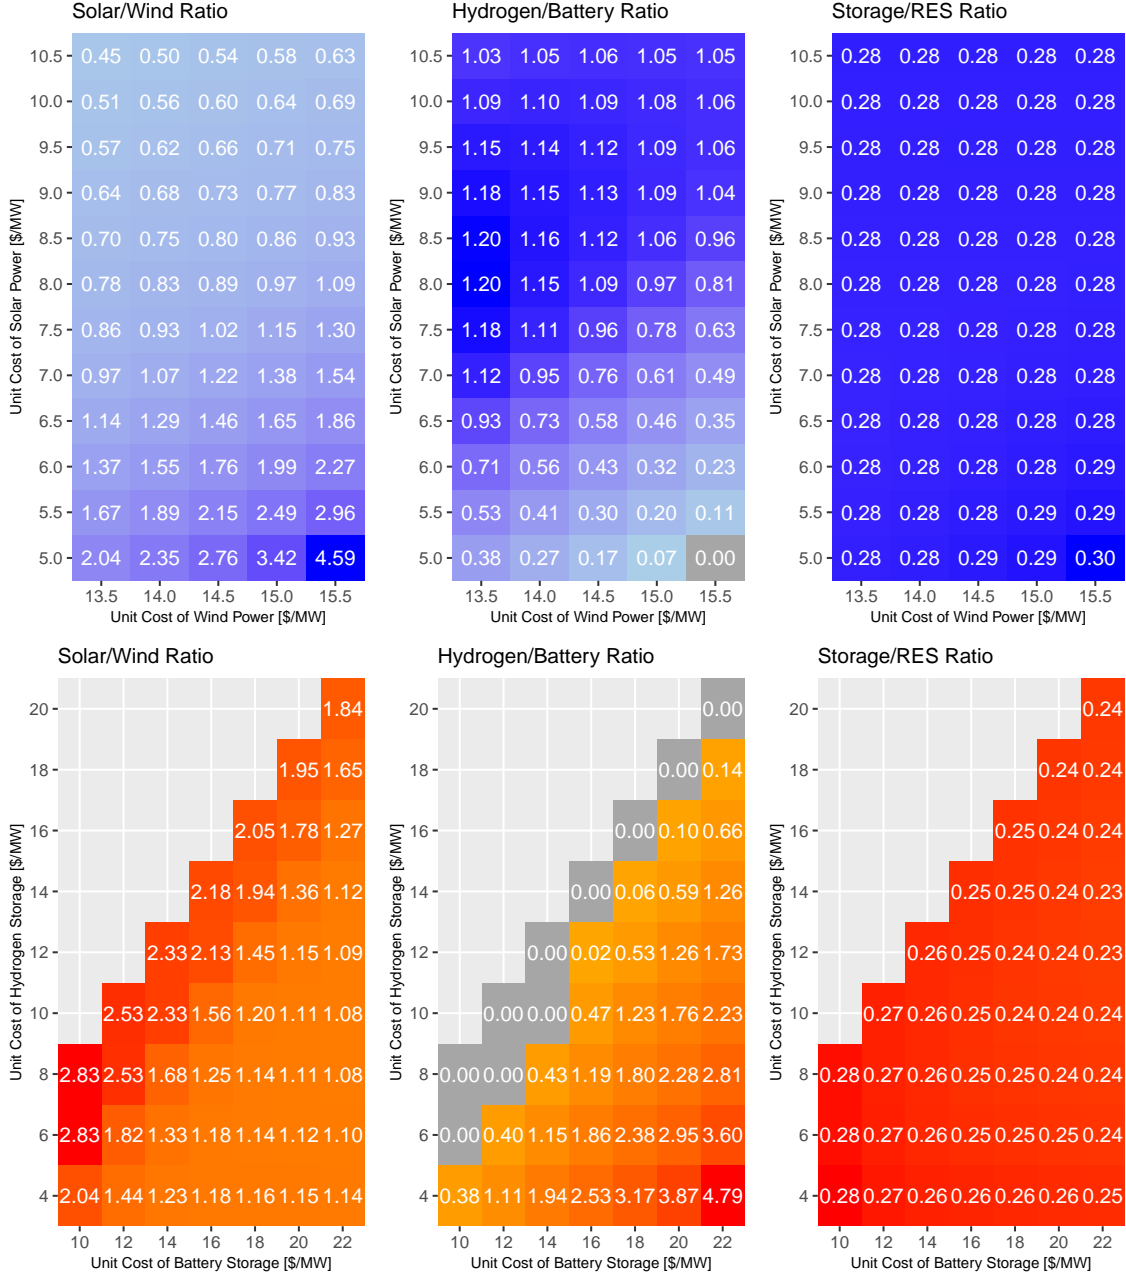 Solar/Wind Ratio
Unit Cost of Solar Power [$/MW]
10.5 0.45 0.50 0.54 0.58 0.63
10.0 0.51 0.56 0.60 0.64 0.69
9.5 0.57 0.62 0.66 0.71 0.75
9.0 0.64 0.68 0.73 0.77 0.83
8.5 0.70 0.75 0.80 0.86 0.93
8.0 0.78 0.83 0.89 0.97 1.09
7.5 0.86 0.93 1.02 1.15 1.30
7.0 0.97 1.07 1.22 1.38 1.54
6.5 1.14 1.29 1.46 1.65 1.86
6.0 1.37 1.55 1.76 1.99 2.27
5.5 1.67 1.89 2.15 2.49 2.96
5.0 2.04 2.35 2.76 3.42 4.59
13.5 14.0 14.5 15.0 15.5
Unit Cost of Wind Power [$/MW]
Hydrogen/Battery Ratio
Unit Cost of Solar Power [$/MW]
10.5 1.03 1.05 1.06 1.05 1.05
10.0 1.09 1.10 1.09 1.08 1.06
9.5 1.15 1.14 1.12 1.09 1.06
9.0 1.18 1.15 1.13 1.09 1.04
8.5 1.20 1.16 1.12 1.06 0.96
8.0 1.20 1.15 1.09 0.97 0.81
7.5 1.18 1.11 0.96 0.78 0.63
7.0 1.12 0.95 0.76 0.61 0.49
6.5 0.93 0.73 0.58 0.46 0.35
6.0 0.71 0.56 0.43 0.32 0.23
5.5 0.53 0.41 0.30 0.20 0.11
5.0 0.38 0.27 0.17 0.07 0.00
13.5 14.0 14.5 15.0 15.5
Unit Cost of Wind Power [$/MW]
Storage/RES Ratio
Unit Cost of Solar Power [$/MW]
10.5 0.28 0.28 0.28 0.28 0.28
10.0 0.28 0.28 0.28 0.28 0.28
9.5 0.28 0.28 0.28 0.28 0.28
9.0 0.28 0.28 0.28 0.28 0.28
8.5 0.28 0.28 0.28 0.28 0.28
8.0 0.28 0.28 0.28 0.28 0.28
7.5 0.28 0.28 0.28 0.28 0.28
7.0 0.28 0.28 0.28 0.28 0.28
6.5 0.28 0.28 0.28 0.28 0.28
6.0 0.28 0.28 0.28 0.28 0.29
5.5 0.28 0.28 0.28 0.29 0.29
5.0 0.28 0.28 0.29 0.29 0.30
13.5 14.0 14.5 15.0 15.5
Unit Cost of Wind Power [$/MW]
Solar/Wind Ratio
Unit Cost of Hydrogen Storage [$/MW]
20 1.84
18 1.95 1.65
16 2.05 1.78 1.27
14 2.18 1.94 1.36 1.12
12 2.33 2.13 1.45 1.15 1.09
10 2.53 2.33 1.56 1.20 1.11 1.08
8 2.83 2.53 1.68 1.25 1.14 1.11 1.08
6 2.83 1.82 1.33 1.18 1.14 1.12 1.10
4 2.04 1.44 1.23 1.18 1.16 1.15 1.14
10 12 14 16 18 20 22
Unit Cost of Battery Storage [$/MW]
Hydrogen/Battery Ratio
Unit Cost of Hydrogen Storage [$/MW]
20 0.00
18 0.00 0.14
16 0.00 0.10 0.66
14 0.00 0.06 0.59 1.26
12 0.00 0.02 0.53 1.26 1.73
10 0.00 0.00 0.47 1.23 1.76 2.23
8 0.00 0.00 0.43 1.19 1.80 2.28 2.81
6 0.00 0.40 1.15 1.86 2.38 2.95 3.60
4 0.38 1.11 1.94 2.53 3.17 3.87 4.79
10 12 14 16 18 20 22
Unit Cost of Battery Storage [$/MW]
Storage/RES Ratio
Unit Cost of Hydrogen Storage [$/MW]
20 0.24
18 0.24 0.24
16 0.25 0.24 0.24
14 0.25 0.25 0.24 0.23
12 0.26 0.25 0.24 0.24 0.23
10 0.27 0.26 0.25 0.24 0.24 0.24
8 0.28 0.27 0.26 0.25 0.25 0.24 0.24
6 0.28 0.27 0.26 0.25 0.25 0.25 0.24
4 0.28 0.27 0.26 0.26 0.26 0.26 0.25
10 12 14 16 18 20 22
Unit Cost of Battery Storage [$/MW]